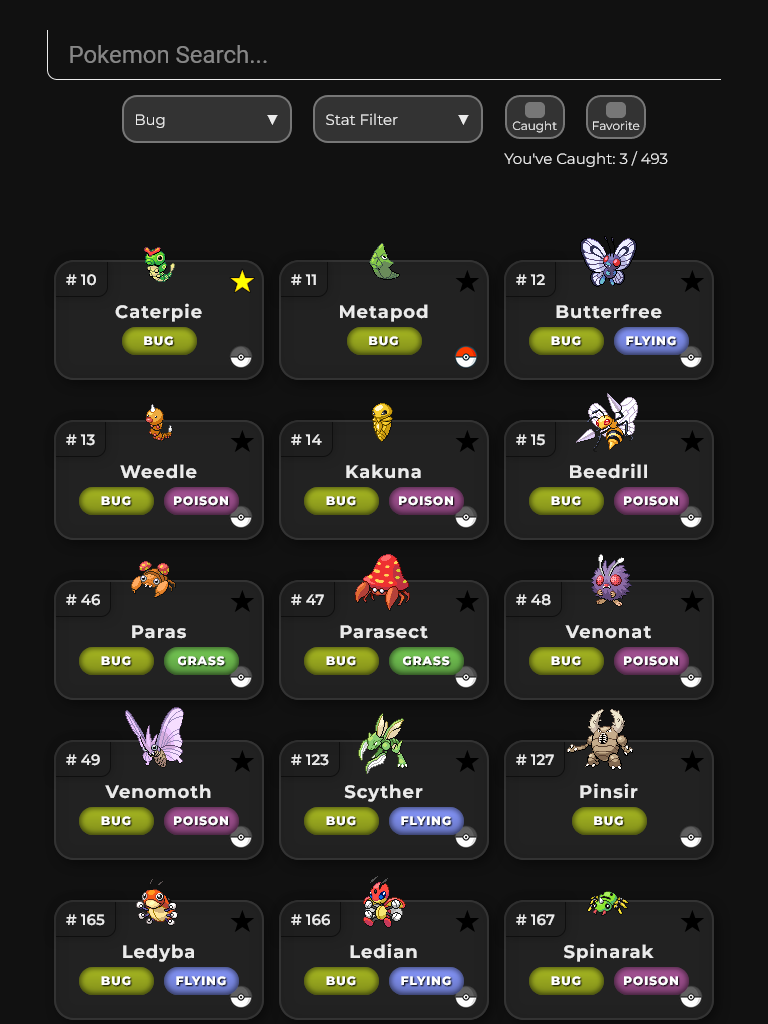 Pokemon Search...
Bug ▼ Stat Filter ▼ Caught Favorite
You've Caught: 3 / 493
# 10 # 11 # 12
Caterpie Metapod Butterfree
BUG BUG BUG FLYING
# 13 # 14 # 15
Weedle Kakuna Beedrill
BUG POISON BUG POISON BUG POISON
# 46 # 47 # 48
Paras Parasect Venonat
BUG GRASS BUG GRASS BUG POISON
# 49 # 123 # 127
Venomoth Scyther Pinsir
BUG POISON BUG FLYING BUG
# 165 # 166 # 167
Ledyba Ledian Spinarak
BUG FLYING BUG FLYING BUG POISON